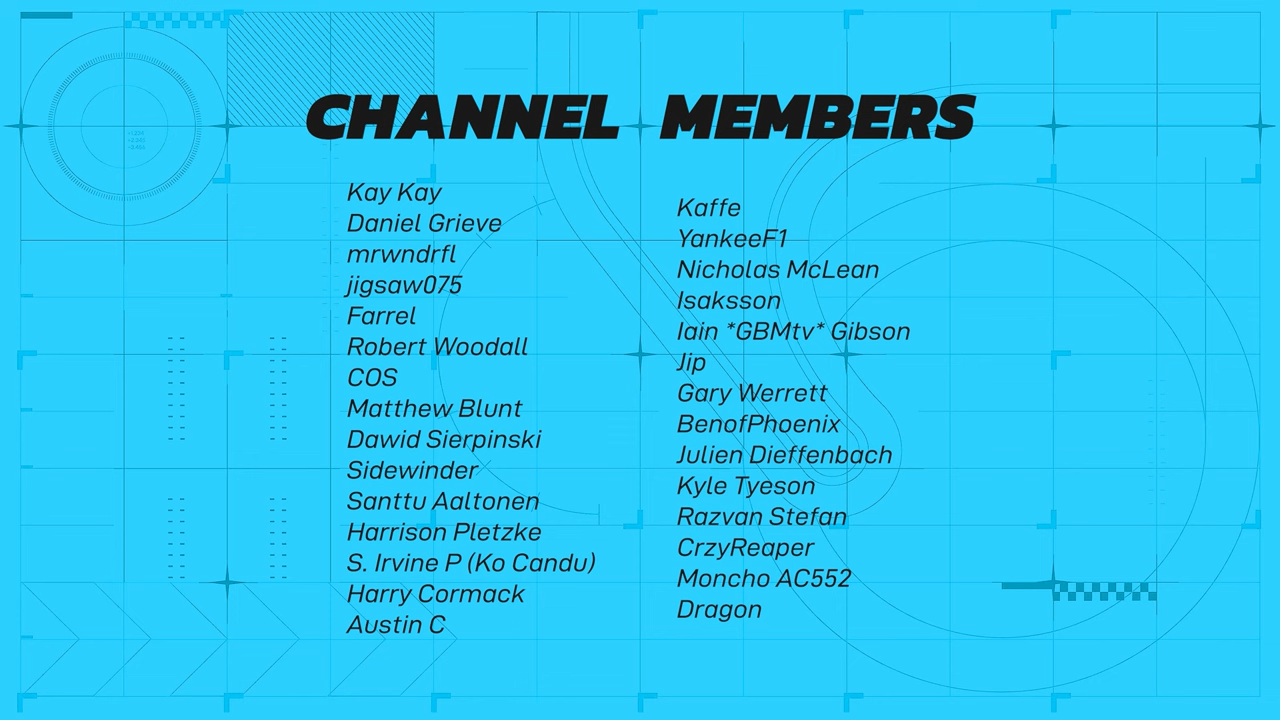 CHANNEL MEMBERS
Kay Kay
Daniel Grieve
mrwndrfl
jigsaw075
Farrel
Robert Woodall
COS
Matthew Blunt
Dawid Sierpinski
Sidewinder
Santtu Aaltonen
Harrison Pletzke
S. Irvine P (Ko Candu)
Harry Cormack
Austin C
Kaffe
YankeeF1
Nicholas McLean
Isaksson
Iain *GBMtv* Gibson
Jip
Gary Werrett
BenofPhoenix
Julien Dieffenbach
Kyle Tyeson
Razvan Stefan
CrzyReaper
Moncho AC552
Dragon